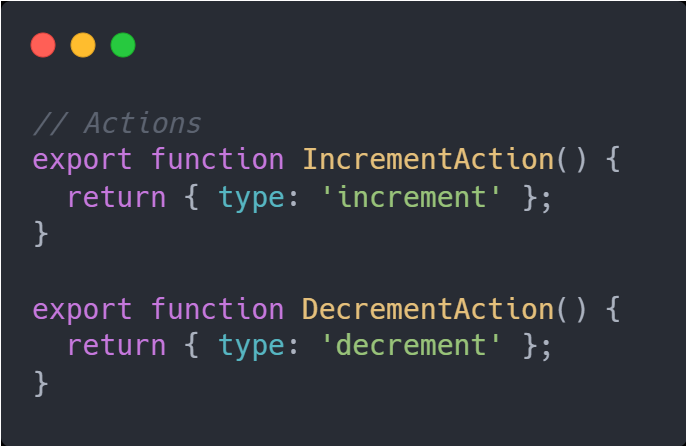 // Actions
export function IncrementAction() {
  return { type: 'increment' };
}

export function DecrementAction() {
  return { type: 'decrement' };
}